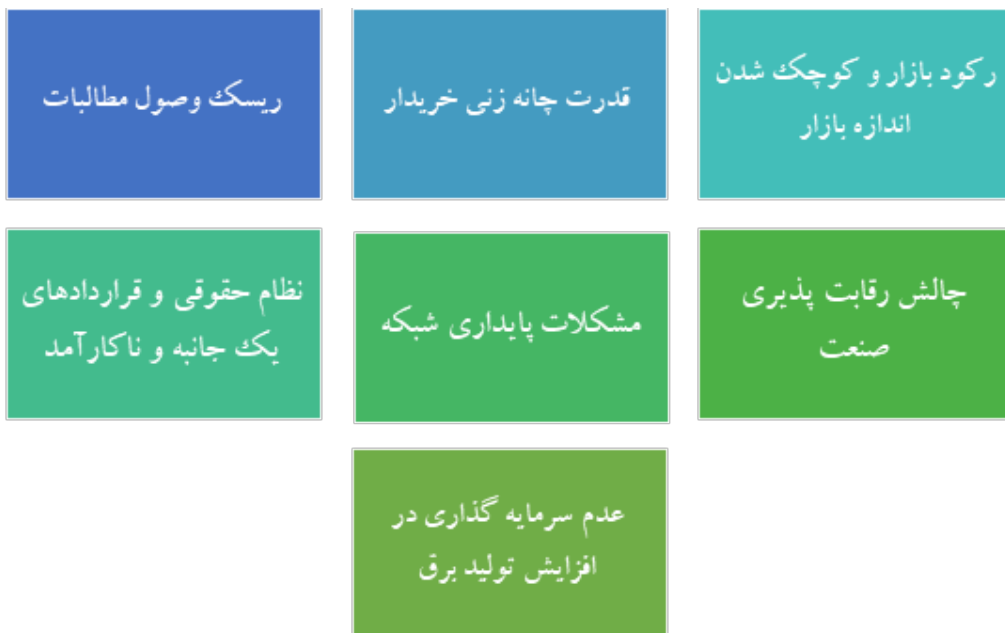 رکود بازار و کوچک شدن
اندازه بازار
قدرت چانه زنی خریدار
ریسک وصول مطالبات
چالش رقابت پذیری
صنعت
مشکلات پایداری شبکه
نظام حقوقی و قراردادهای
یک جانبه و ناکارآمد
عدم سرمایه گذاری در
افزایش تولید برق